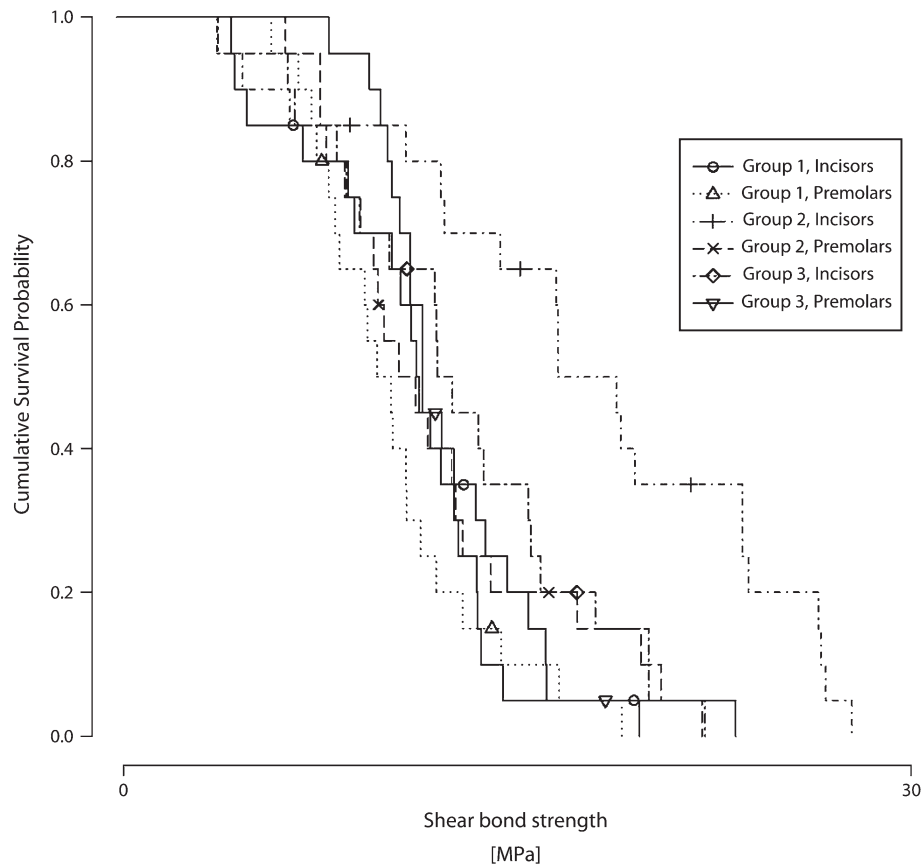 1.0
0.8
0.6
0.4
0.2
0.0
Cumulative Survival Probability
Group 1, Incisors
Group 1, Premolars
Group 2, Incisors
Group 2, Premolars
Group 3, Incisors
Group 3, Premolars
0
30
Shear bond strength
[MPa]